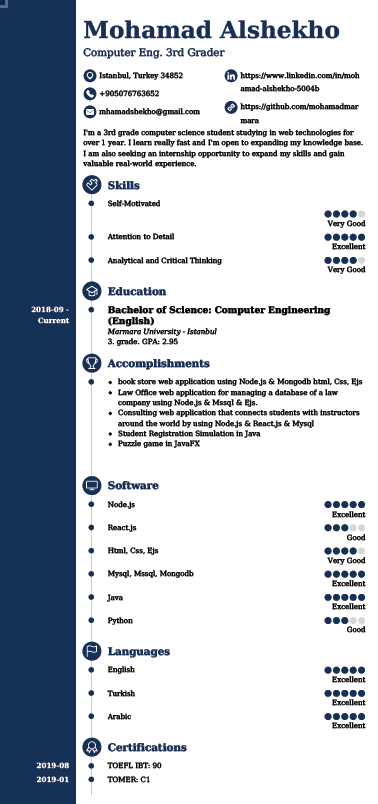 Mohamad Alshekho
Computer Eng. 3rd Grader
Istanbul, Turkey 34852
https://www.linkedin.com/in/moh
amad-alshekho-5004b
+905076763652
mhamadshekho@gmail.com
https://github.com/mohamadmar
mara
I'm a 3rd grade computer science student studying in web technologies for
over 1 year. I learn really fast and I'm open to expanding my knowledge base.
I am also seeking an internship opportunity to expand my skills and gain
valuable real-world experience.
Skills
Self-Motivated
Very Good
Attention to Detail
Excellent
Analytical and Critical Thinking
Very Good
Education
2018-09 -
Current
Bachelor of Science: Computer Engineering
(English)
Marmara University - Istanbul
3. grade. GPA: 2.95
Accomplishments
book store web application using Node.js & Mongodb html, Css, Ejs
Law Office web application for managing a database of a law
company using Node.js & Mssql & Ejs.
Consulting web application that connects students with instructors
around the world by using Node.js & React.js & Mysql
Student Registration Simulation in Java
Puzzle game in JavaFX
Software
Node.js
Excellent
React.js
Good
Html, Css, Ejs
Very Good
Mysql, Mssql, Mongodb
Excellent
Java
Excellent
Python
Good
Languages
English
Excellent
Turkish
Excellent
Arabic
Excellent
Certifications
2019-08
TOEFL IBT: 90
2019-01
TOMER: C1